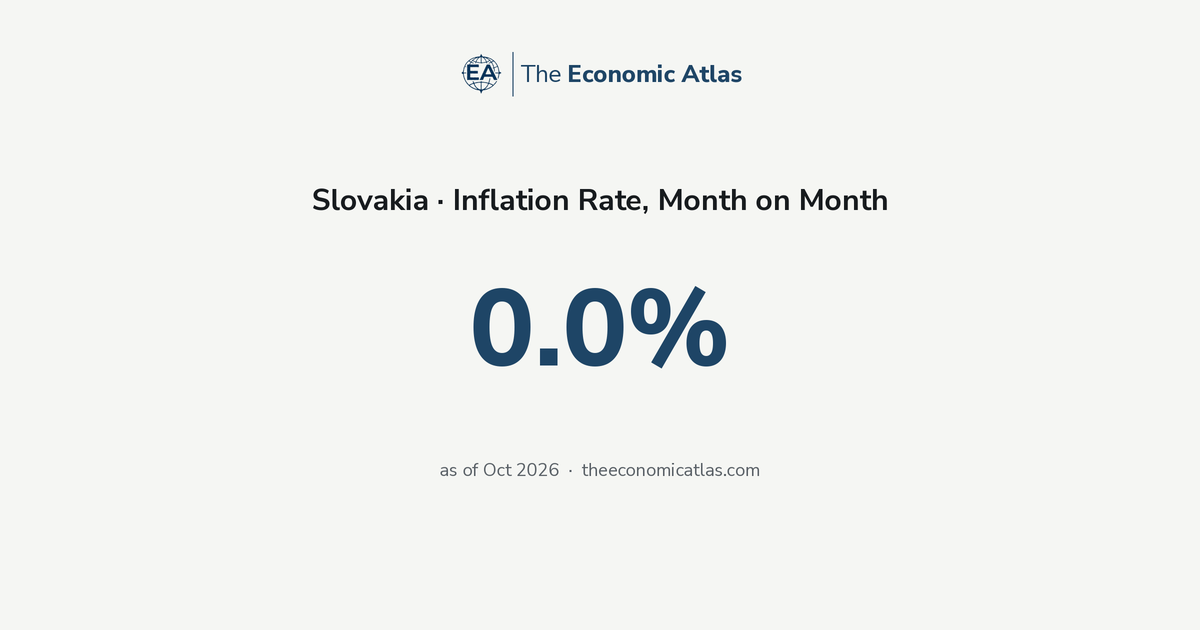 EA The Economic Atlas
Slovakia · Inflation Rate, Month on Month
0.0%
as of Oct 2026 · theeconomicatlas.com